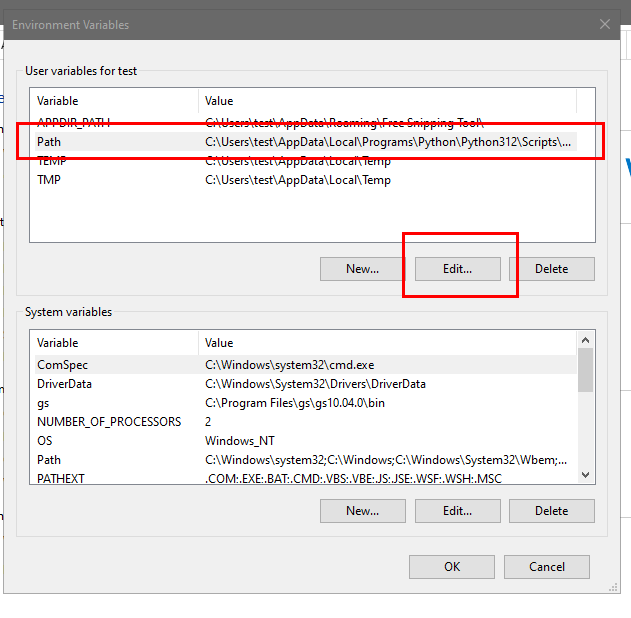 Environment Variables
User variables for test
Variable Value
APPDIR_PATH C:\Users\test\AppData\Roaming\Free Snipping Tool\
Path C:\Users\test\AppData\Local\Programs\Python\Python312\Scripts\...
TEMP C:\Users\test\AppData\Local\Temp
TMP C:\Users\test\AppData\Local\Temp
New... Edit... Delete
System variables
Variable Value
ComSpec C:\Windows\system32\cmd.exe
DriverData C:\Windows\System32\Drivers\DriverData
gs C:\Program Files\gs\gs10.04.0\bin
NUMBER_OF_PROCESSORS 2
OS Windows_NT
Path C:\Windows\system32;C:\Windows;C:\Windows\System32\Wbem;...
PATHEXT .COM;.EXE;.BAT;.CMD;.VBS;.VBE;.JS;.JSE;.WSF;.WSH;.MSC
New... Edit... Delete
OK Cancel